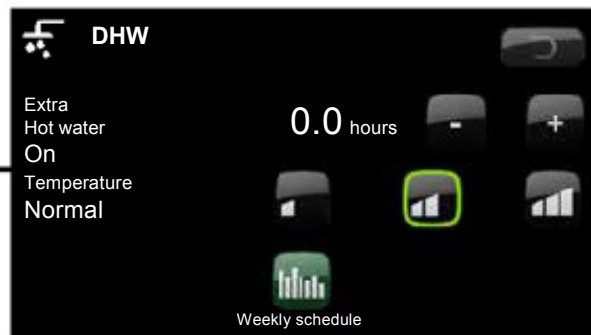 DHW
Extra
Hot water
0.0 hours
- +
On
Temperature
Normal
Weekly schedule